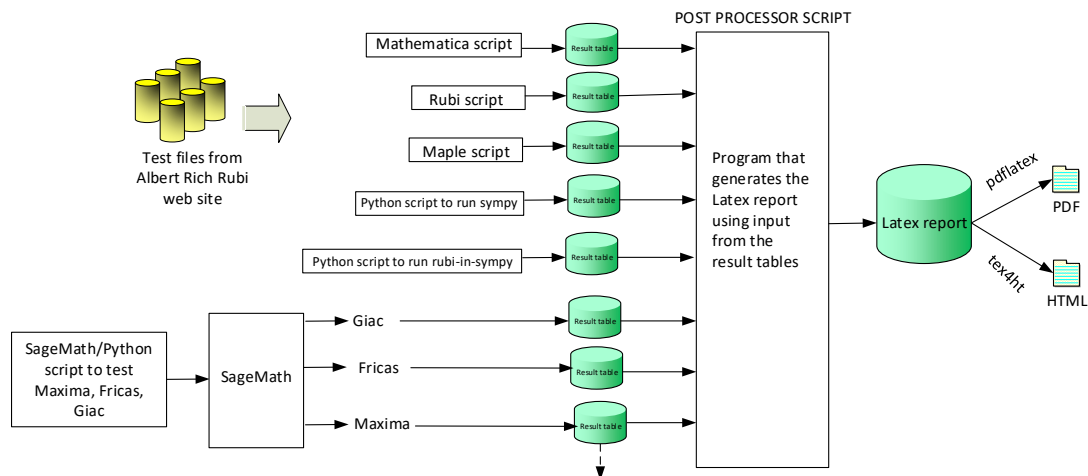 POST PROCESSOR SCRIPT
Mathematica script
Result table
Rubi script
Result table
Maple script
Result table
Python script to run sympy
Result table
Python script to run rubi-in-sympy
Result table
Giac
Result table
Fricas
Result table
Maxima
Result table
Test files from
Albert Rich Rubi
web site
SageMath/Python
script to test
Maxima, Fricas,
Giac
SageMath
Program that
generates the
Latex report
using input
from the
result tables
Latex report
pdflatex
PDF
tex4ht
HTML